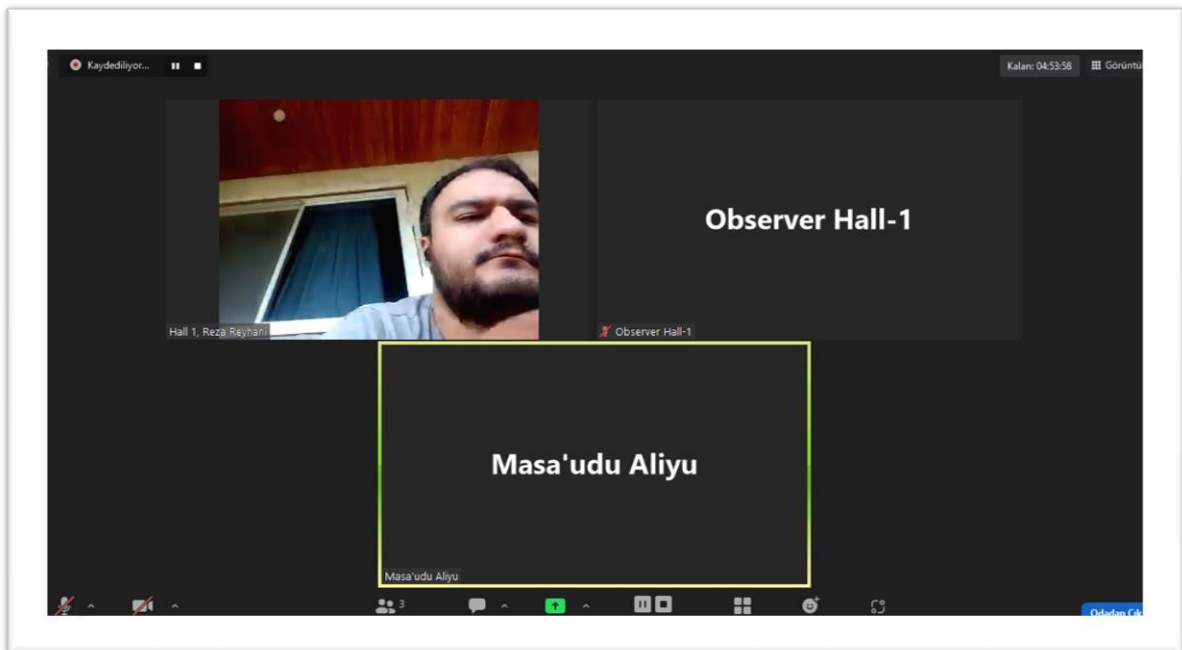 Kaydediliyor...
Kalan: 04:53:58
Görüntü
Observer Hall-1
Hall 1, Reza Reyhani
Observer Hall-1
Masa'udu Aliyu
Masa'udu Aliyu
3
Odadan Çık